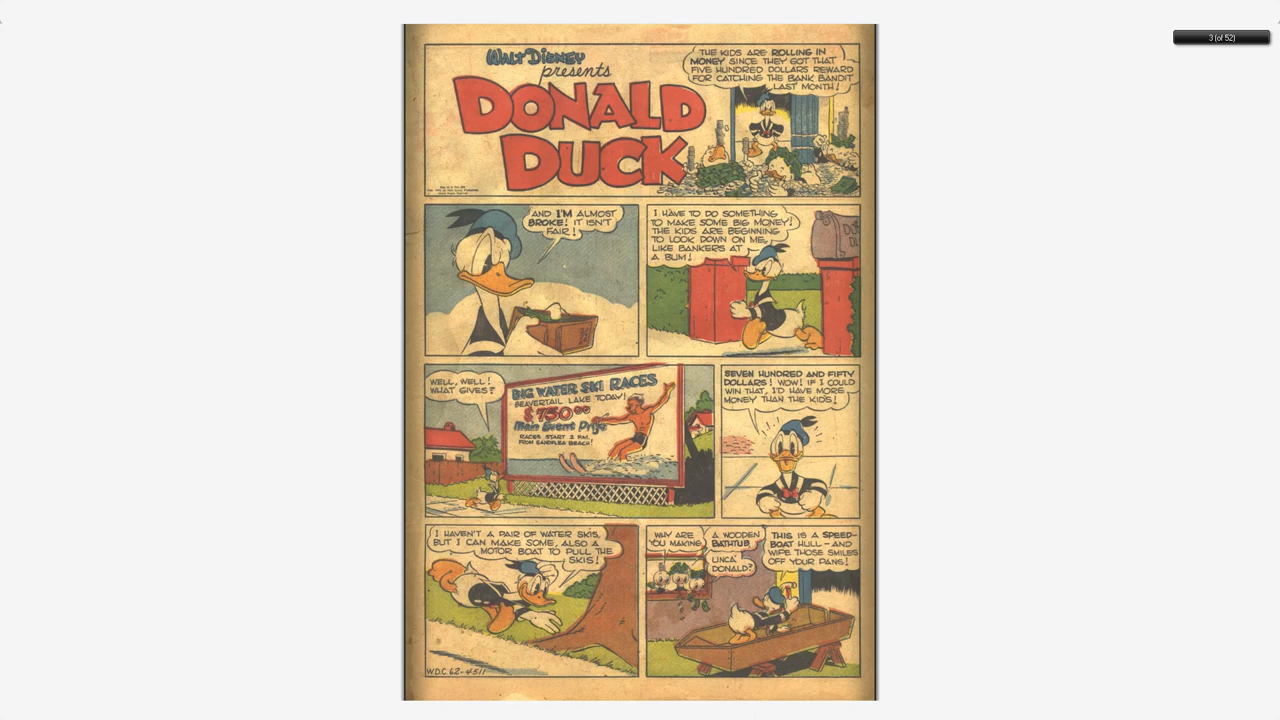 3 (of 52)
WALT DISNEY
presents
DONALD
DUCK
THE KIDS ARE ROLLING IN
MONEY SINCE THEY GOT THAT
FIVE HUNDRED DOLLARS REWARD
FOR CATCHING THE BANK BANDIT
LAST MONTH!
AND I'M ALMOST
BROKE! IT ISN'T
FAIR!
I HAVE TO DO SOMETHING
TO MAKE SOME BIG MONEY!
THE KIDS ARE BEGINNING
TO LOOK DOWN ON ME,
LIKE BANKERS AT
A BUM!
WELL, WELL!
WHAT GIVES?
BIG WATER SKI RACES
BEAVERTAIL LAKE TODAY!
$750.00
Main Event Prize
RACES START 2 P.M.
FROM SANDFLEA BEACH!
SEVEN HUNDRED AND FIFTY
DOLLARS! WOW! IF I COULD
WIN THAT, I'D HAVE MORE
MONEY THAN THE KIDS!
I HAVEN'T A PAIR OF WATER SKIS,
BUT I CAN MAKE SOME, ALSO A
MOTOR BOAT TO PULL THE
SKIS!
W.D.C. 62-4511
WHY ARE
YOU MAKING
A WOODEN
BATHTUB,
UNCA'
DONALD?
THIS IS A SPEED-
BOAT HULL—AND
WIPE THOSE SMILES
OFF YOUR PANS!